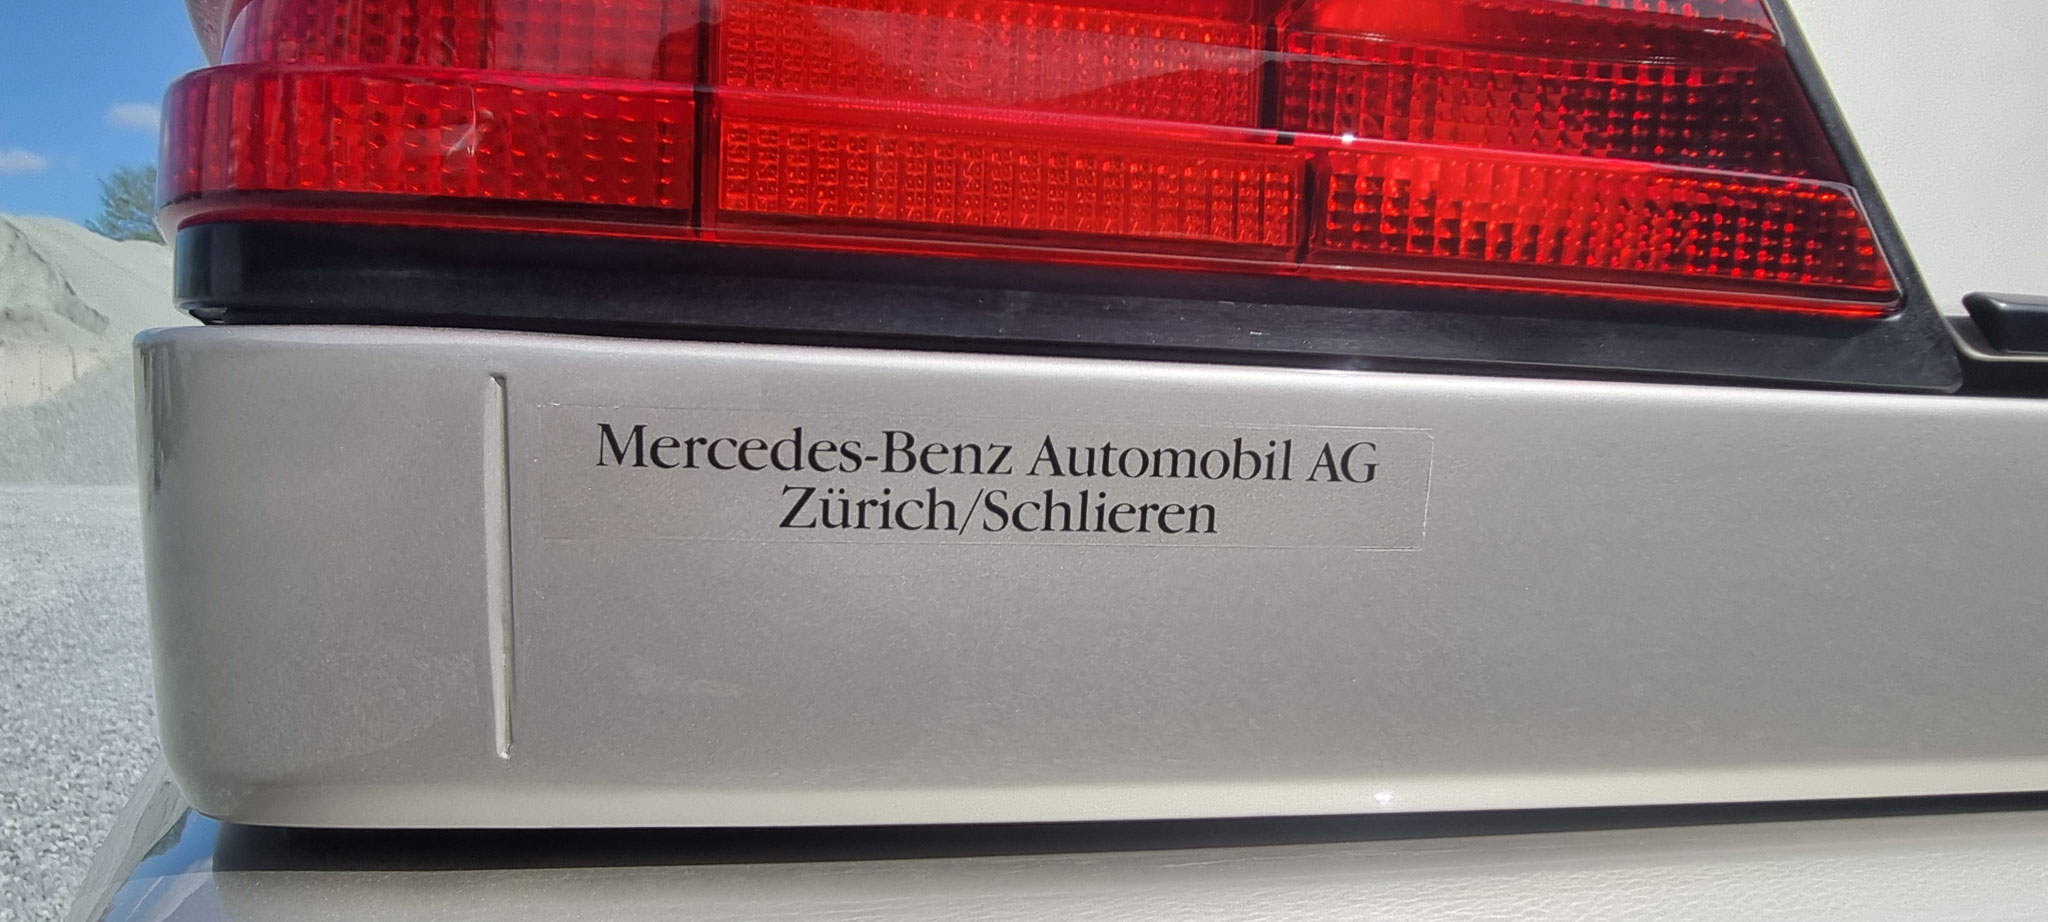 Mercedes-Benz Automobil AG
Zürich/Schlieren